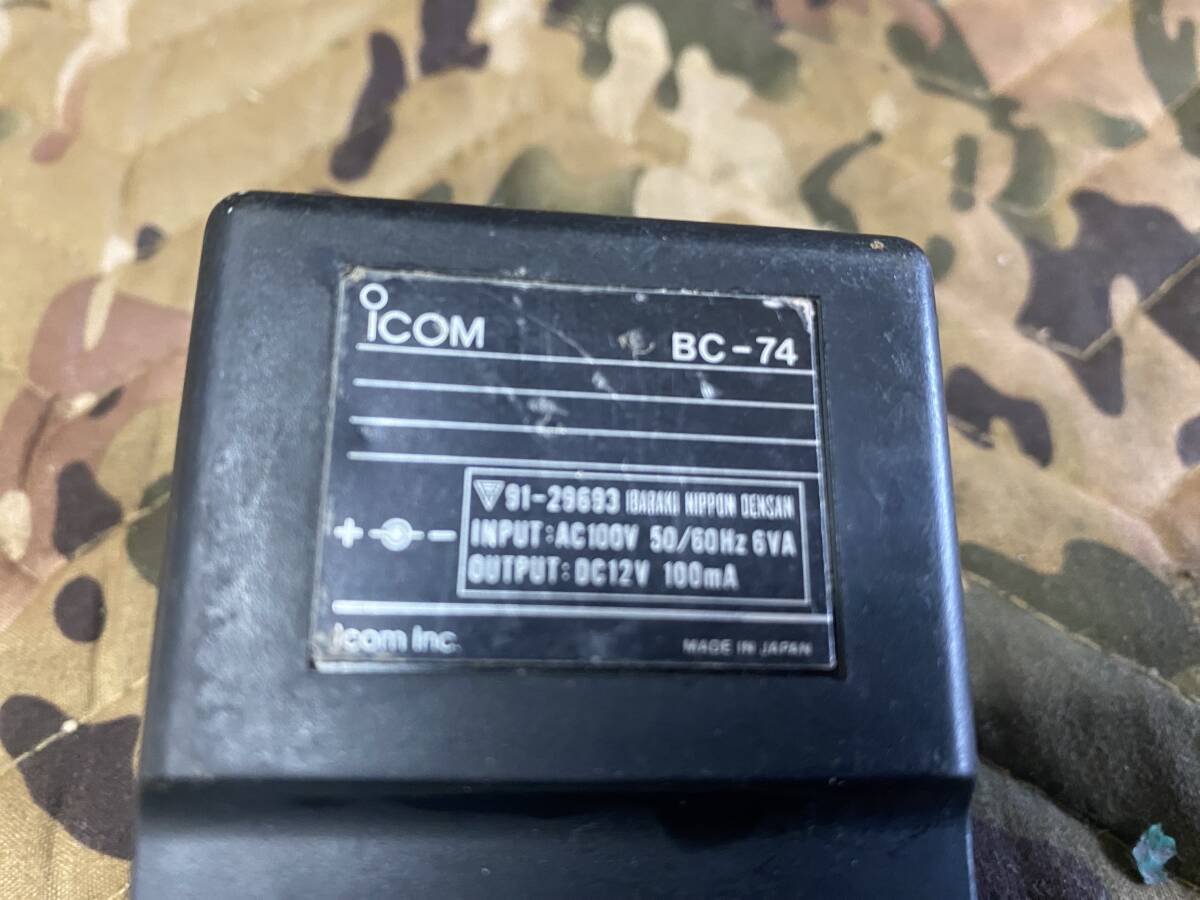 iCOM BC-74
91-29693 IBARAKI NIPPON DENSAN
INPUT: AC100V 50/60Hz 6VA
+ -
OUTPUT: DC12V 100mA
Icom Inc. MADE IN JAPAN